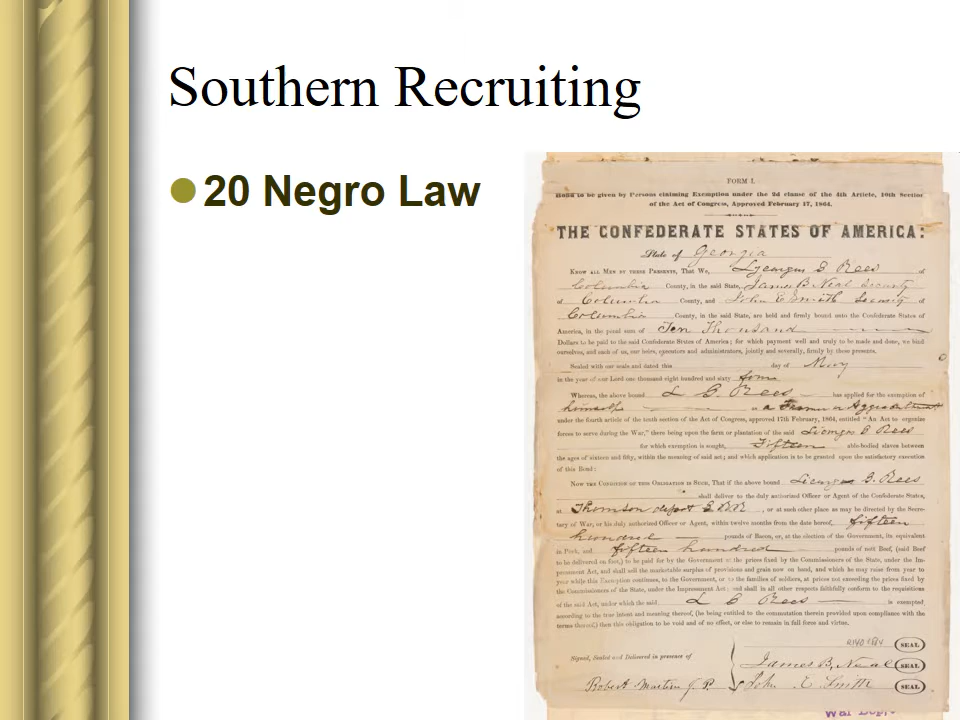 Southern Recruiting
20 Negro Law
FORM I.
Bond to be given by Persons claiming Exemption under the 2d clause of the 4th Article, 10th Section
of the Act of Congress, Approved February 17, 1864.
THE CONFEDERATE STATES OF AMERICA:
State of Georgia
KNOW ALL MEN BY THESE PRESENTS, That We, Rees of
Columbia County, in the said State, James B. Neal Security
of Columbia County, and John E Smith Security of
Columbia County, in the said State, are held and firmly bound unto the Confederate States of
America, in the penal sum of Ten Thousand
Dollars to be paid to the said Confederate States of America; for which payment well and truly to be made and done, we bind
ourselves, and each of us, our heirs, executors and administrators, jointly and severally, firmly by these presents.
Sealed with our seals and dated this day of May
in the year of our Lord one thousand eight hundred and sixty four
Whereas, the above bound L B. Rees has applied for the exemption of
himself as a Farmer or
under the fourth article of the tenth section of the Act of Congress, approved 17th February, 1864, entitled "An Act to organize
forces to serve during the War," there being upon the farm or plantation of the said B Rees
for which exemption is sought, Fifteen able-bodied slaves between
the ages of sixteen and fifty, within the meaning of said act; and which application is to be granted upon the satisfactory execution
of this Bond:
NOW THE CONDITION OF THIS OBLIGATION IS SUCH, That if the above bound B. Rees
shall deliver to the duly authorized Officer or Agent of the Confederate States,
at Thomson depot , or at such other place as may be directed by the Secre-
tary of War, or his duly authorized Officer or Agent, within twelve months from the date hereof, fifteen
hundred pounds of Bacon, or, at the election of the Government, its equivalent
in Pork, and fifteen hundred pounds of nett Beef, (said Beef
to be delivered on foot,) to be paid for by the Government at the prices fixed by the Commissioners of the State, under the Im-
pressment Act, and shall sell the marketable surplus of provisions and grain now on hand, and which he may raise from year to
year while this Exemption continues, to the Government, or to the families of soldiers, at prices not exceeding the prices fixed by
the Commissioners of the State, under the Impressment Act; and shall in all other respects faithfully conform to the requisitions
of the said Act, under which the said L B Rees is exempted,
according to the true intent and meaning thereof, (he being entitled to the commutation therein provided upon compliance with the
terms thereof,) then this obligation to be void and of no effect, or else to remain in full force and virtue.
SEAL
Signed, Sealed and Delivered in presence of James B. Neal SEAL
Robert Martin J. P. John E Smith SEAL
War Dept.